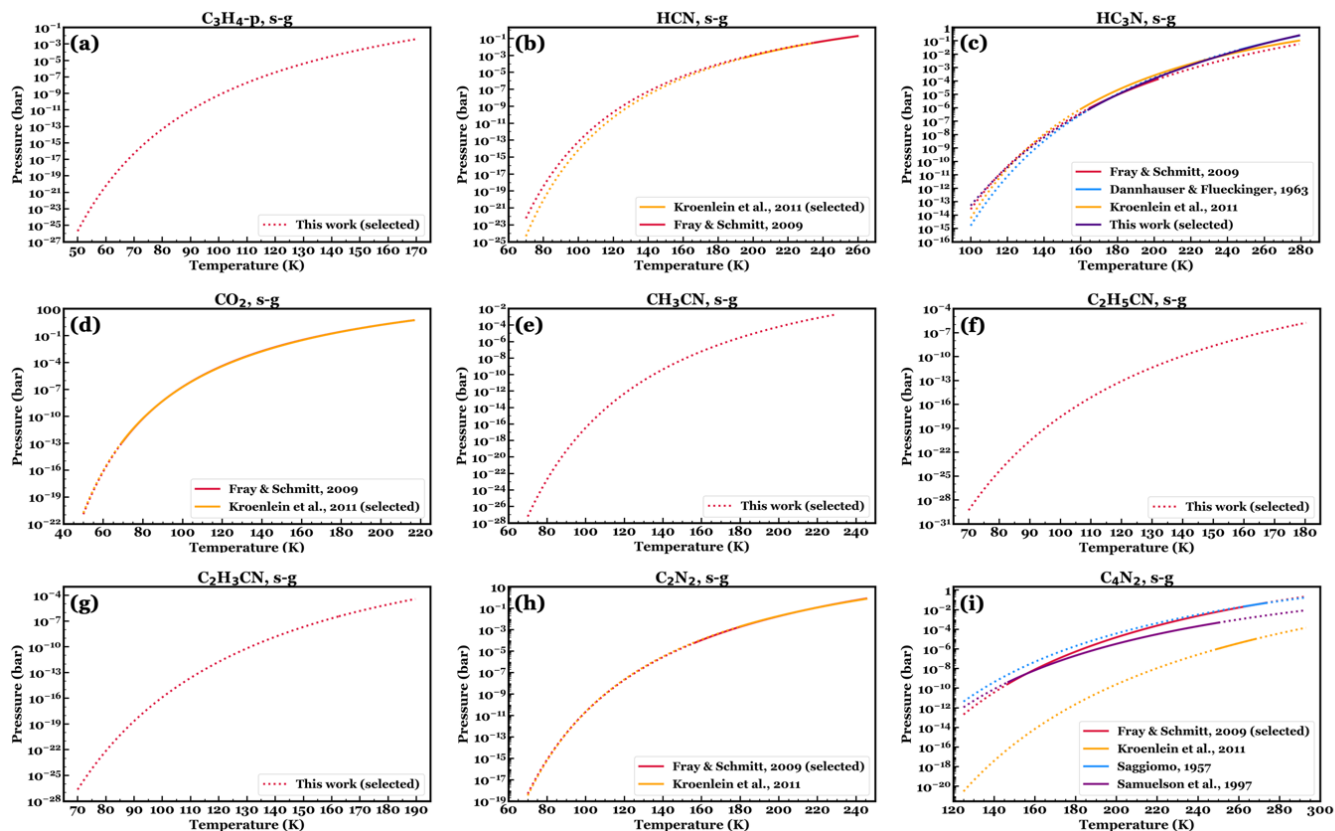 C₃H₄-p, s-g
(a)
Pressure (bar)
10⁻¹
10⁻³
10⁻⁵
10⁻⁷
10⁻⁹
10⁻¹¹
10⁻¹³
10⁻¹⁵
10⁻¹⁷
10⁻¹⁹
10⁻²¹
10⁻²³
10⁻²⁵
10⁻²⁷
This work (selected)
50 60 70 80 90 100 110 120 130 140 150 160 170
Temperature (K)
HCN, s-g
(b)
Pressure (bar)
10⁻¹
10⁻³
10⁻⁵
10⁻⁷
10⁻⁹
10⁻¹¹
10⁻¹³
10⁻¹⁵
10⁻¹⁷
10⁻¹⁹
10⁻²¹
10⁻²³
10⁻²⁵
Kroenlein et al., 2011 (selected)
Fray & Schmitt, 2009
60 80 100 120 140 160 180 200 220 240 260
Temperature (K)
HC₃N, s-g
(c)
Pressure (bar)
1
10⁻¹
10⁻²
10⁻³
10⁻⁴
10⁻⁵
10⁻⁶
10⁻⁷
10⁻⁸
10⁻⁹
10⁻¹⁰
10⁻¹¹
10⁻¹²
10⁻¹³
10⁻¹⁴
10⁻¹⁵
10⁻¹⁶
Fray & Schmitt, 2009
Dannhauser & Flueckinger, 1963
Kroenlein et al., 2011
This work (selected)
100 120 140 160 180 200 220 240 260 280
Temperature (K)
CO₂, s-g
(d)
Pressure (bar)
100
10⁻¹
10⁻⁴
10⁻⁷
10⁻¹⁰
10⁻¹³
10⁻¹⁶
10⁻¹⁹
10⁻²²
Fray & Schmitt, 2009
Kroenlein et al., 2011 (selected)
40 60 80 100 120 140 160 180 200 220
Temperature (K)
CH₃CN, s-g
(e)
Pressure (bar)
10⁻²
10⁻⁴
10⁻⁶
10⁻⁸
10⁻¹⁰
10⁻¹²
10⁻¹⁴
10⁻¹⁶
10⁻¹⁸
10⁻²⁰
10⁻²²
10⁻²⁴
10⁻²⁶
10⁻²⁸
This work (selected)
60 80 100 120 140 160 180 200 220 240
Temperature (K)
C₂H₅CN, s-g
(f)
Pressure (bar)
10⁻⁴
10⁻⁷
10⁻¹⁰
10⁻¹³
10⁻¹⁶
10⁻¹⁹
10⁻²²
10⁻²⁵
10⁻²⁸
10⁻³¹
This work (selected)
70 80 90 100 110 120 130 140 150 160 170 180
Temperature (K)
C₂H₃CN, s-g
(g)
Pressure (bar)
10⁻⁴
10⁻⁷
10⁻¹⁰
10⁻¹³
10⁻¹⁶
10⁻¹⁹
10⁻²²
10⁻²⁵
10⁻²⁸
This work (selected)
70 80 90 100 110 120 130 140 150 160 170 180 190
Temperature (K)
C₂N₂, s-g
(h)
Pressure (bar)
10
10⁻¹
10⁻³
10⁻⁵
10⁻⁷
10⁻⁹
10⁻¹¹
10⁻¹³
10⁻¹⁵
10⁻¹⁷
10⁻¹⁹
Fray & Schmitt, 2009 (selected)
Kroenlein et al., 2011
60 80 100 120 140 160 180 200 220 240
Temperature (K)
C₄N₂, s-g
(i)
Pressure (bar)
1
10⁻²
10⁻⁴
10⁻⁶
10⁻⁸
10⁻¹⁰
10⁻¹²
10⁻¹⁴
10⁻¹⁶
10⁻¹⁸
10⁻²⁰
Fray & Schmitt, 2009 (selected)
Kroenlein et al., 2011
Saggiomo, 1957
Samuelson et al., 1997
120 140 160 180 200 220 240 260 280 300
Temperature (K)